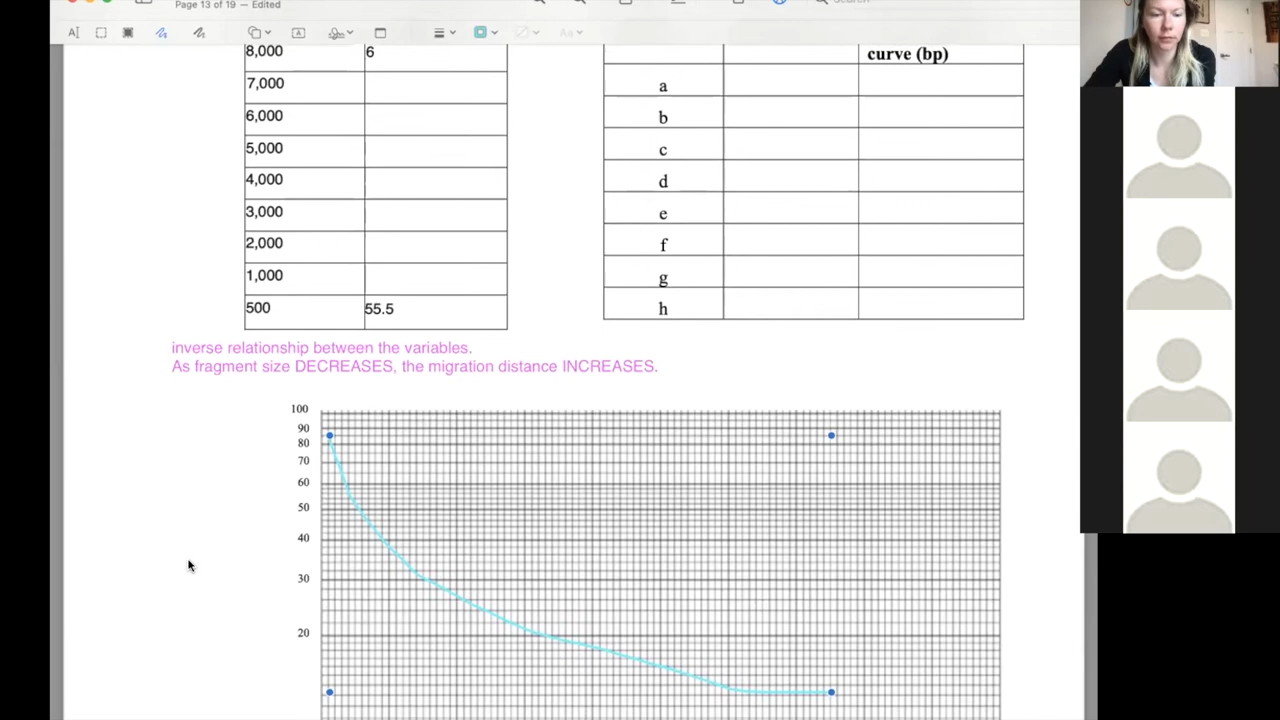 Page 13 of 19 — Edited
Search
8,000 6
curve (bp)
7,000
a
6,000
b
5,000
c
4,000
d
3,000
e
2,000
f
1,000
g
500 55.5
h
inverse relationship between the variables.
As fragment size DECREASES, the migration distance INCREASES.
100
90
80
70
60
50
40
30
20